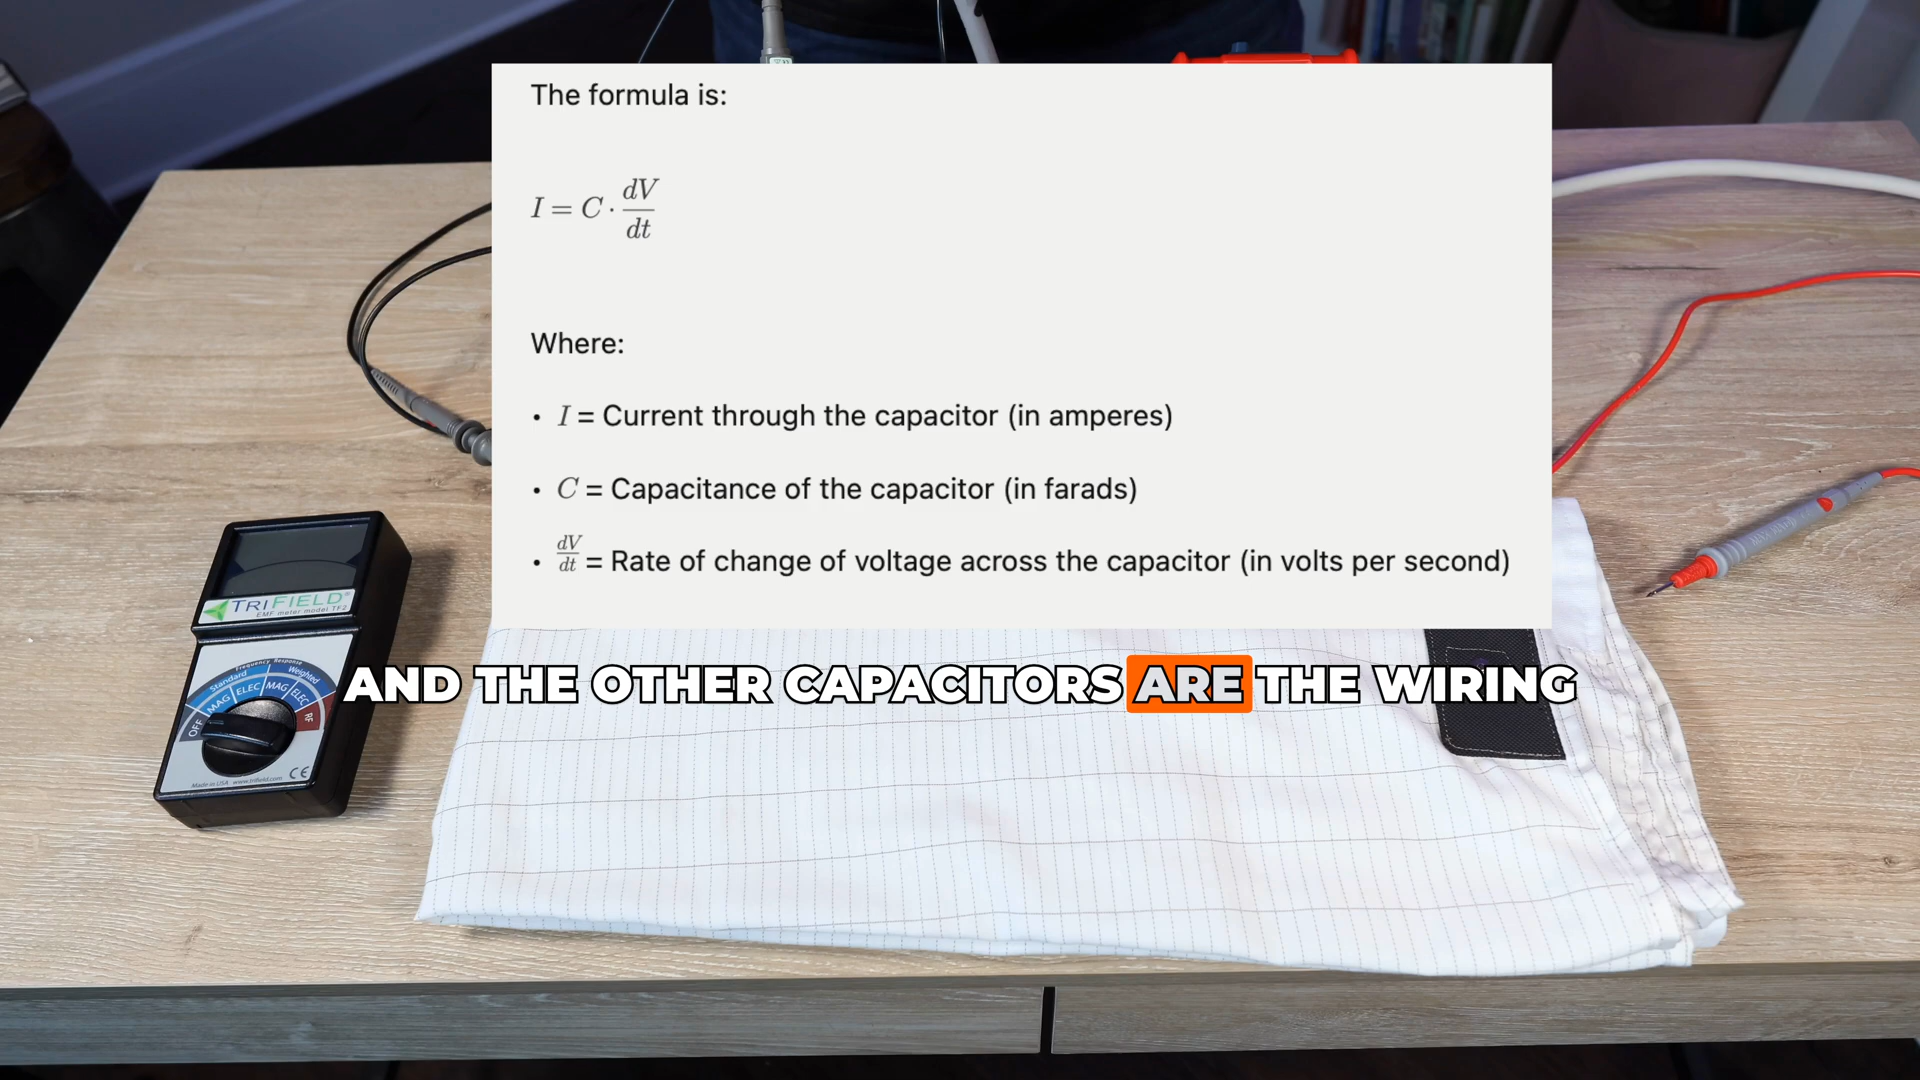 The formula is:
I = C · dV/dt
Where:
• I = Current through the capacitor (in amperes)
• C = Capacitance of the capacitor (in farads)
• dV/dt = Rate of change of voltage across the capacitor (in volts per second)
AND THE OTHER CAPACITORS ARE THE WIRING
TRIFIELD®
EMF meter model TF2
Frequency Response
Standard Weighted
OFF MAG ELEC MAG ELEC RF
Made in USA www.trifield.com CE